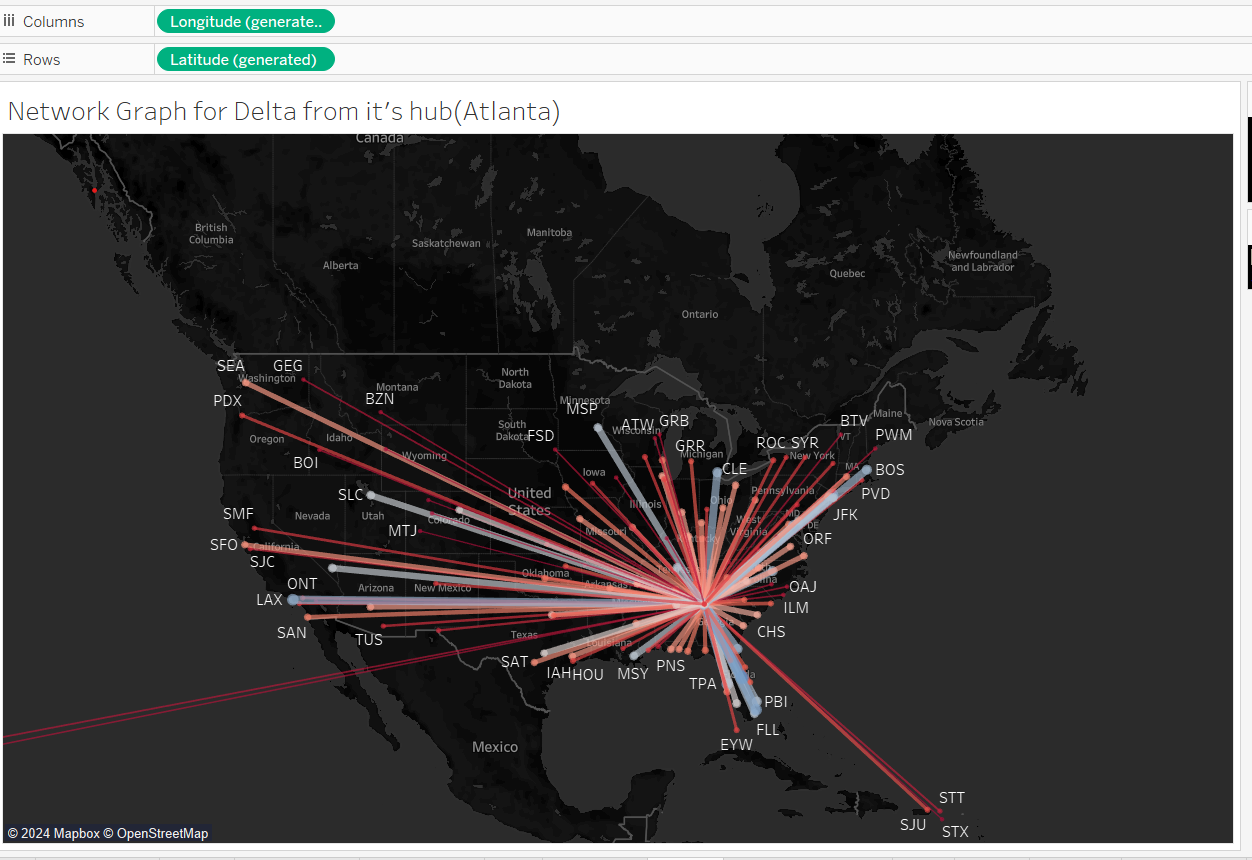 Columns
Longitude (generate..
Rows
Latitude (generated)
Network Graph for Delta from it's hub(Atlanta)
Canada
British
Columbia
Manitoba
Saskatchewan
Newfoundland
and Labrador
Alberta
Quebec
Ontario
SEA
GEG
Washington
North
Dakota
Montana
BZN
PDX
Minnesota
MSP
Maine
ATW
GRB
BTV
Nova Scotia
Wisconsin
South
Dakota
FSD
VT
PWM
Oregon
Idaho
GRR
ROC
SYR
Michigan
New York
Wyoming
BOI
CLE
MA
BOS
Iowa
United
States
SLC
Pennsylvania
PVD
Illinois
Ohio
SMF
Nevada
Utah
Colorado
MD
JFK
West
Virginia
DE
MTJ
Missouri
Kentucky
ORF
SFO
California
SJC
Oklahoma
ONT
Arizona
New Mexico
Arkansas
OAJ
LAX
ILM
SAN
TUS
Texas
Louisiana
CHS
SAT
IAH
HOU
MSY
PNS
TPA
PBI
FLL
EYW
Mexico
STT
SJU
STX
© 2024 Mapbox © OpenStreetMap